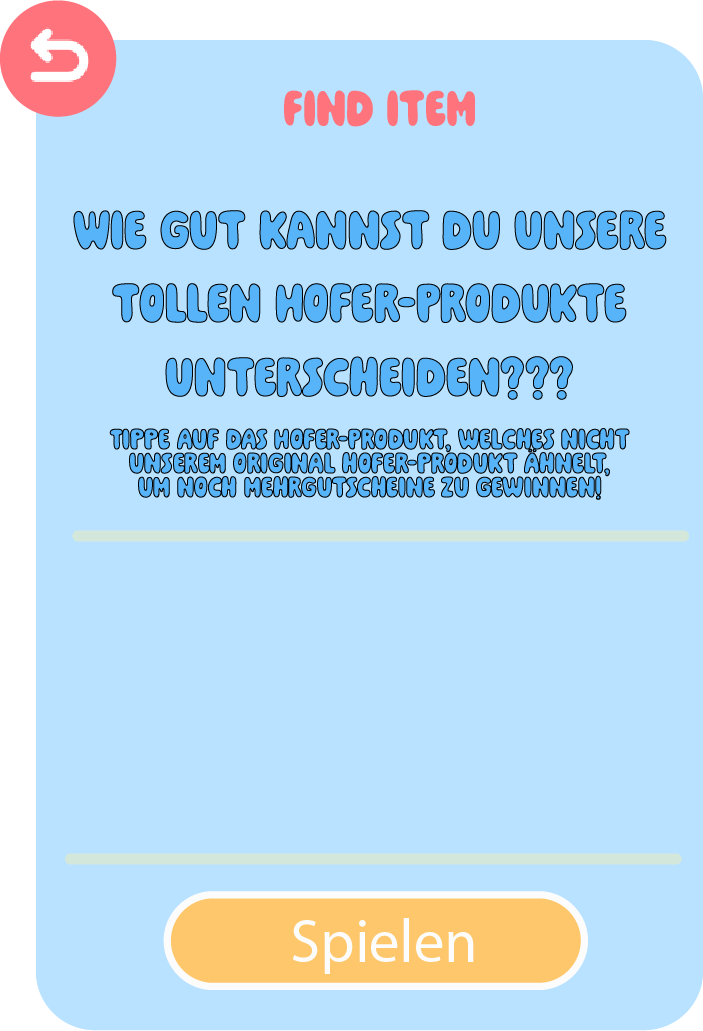 FIND ITEM
WIE GUT KANNST DU UNSERE
TOLLEN HOFER-PRODUKTE
UNTERSCHEIDEN???
TIPPE AUF DAS HOFER-PRODUKT, WELCHES NICHT
UNSEREM ORIGINAL HOFER-PRODUKT ÄHNELT,
UM NOCH MEHRGUTSCHEINE ZU GEWINNEN!
Spielen